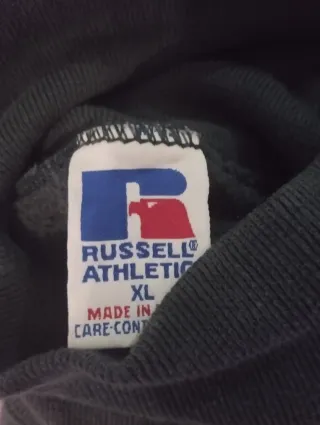 RUSSELL®
ATHLETIC
XL
MADE IN
CARE-CONT